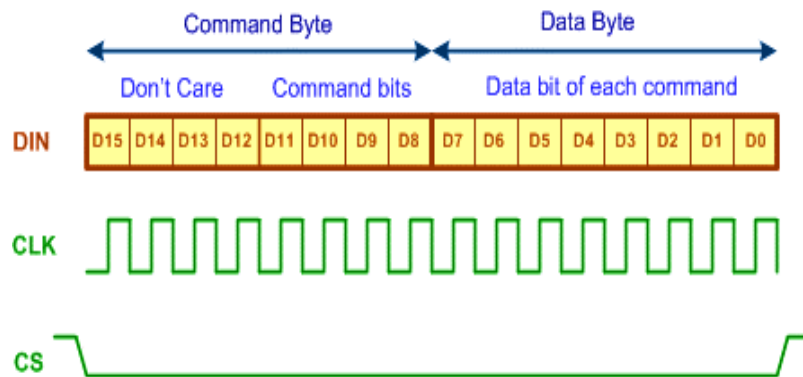 Command Byte Data Byte
Don't Care Command bits Data bit of each command
DIN D15 D14 D13 D12 D11 D10 D9 D8 D7 D6 D5 D4 D3 D2 D1 D0
CLK
CS